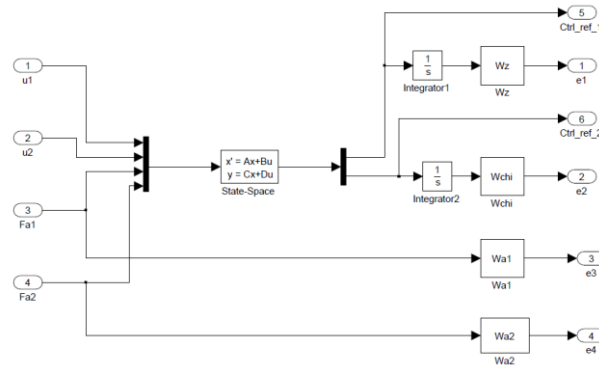 5
Ctrl_ref_1
1
u1
1
s
Integrator1
Wz
Wz
1
e1
2
u2
6
Ctrl_ref_2
x' = Ax+Bu
y = Cx+Du
State-Space
1
s
Integrator2
Wchi
Wchi
2
e2
3
Fa1
Wa1
Wa1
3
e3
4
Fa2
Wa2
Wa2
4
e4